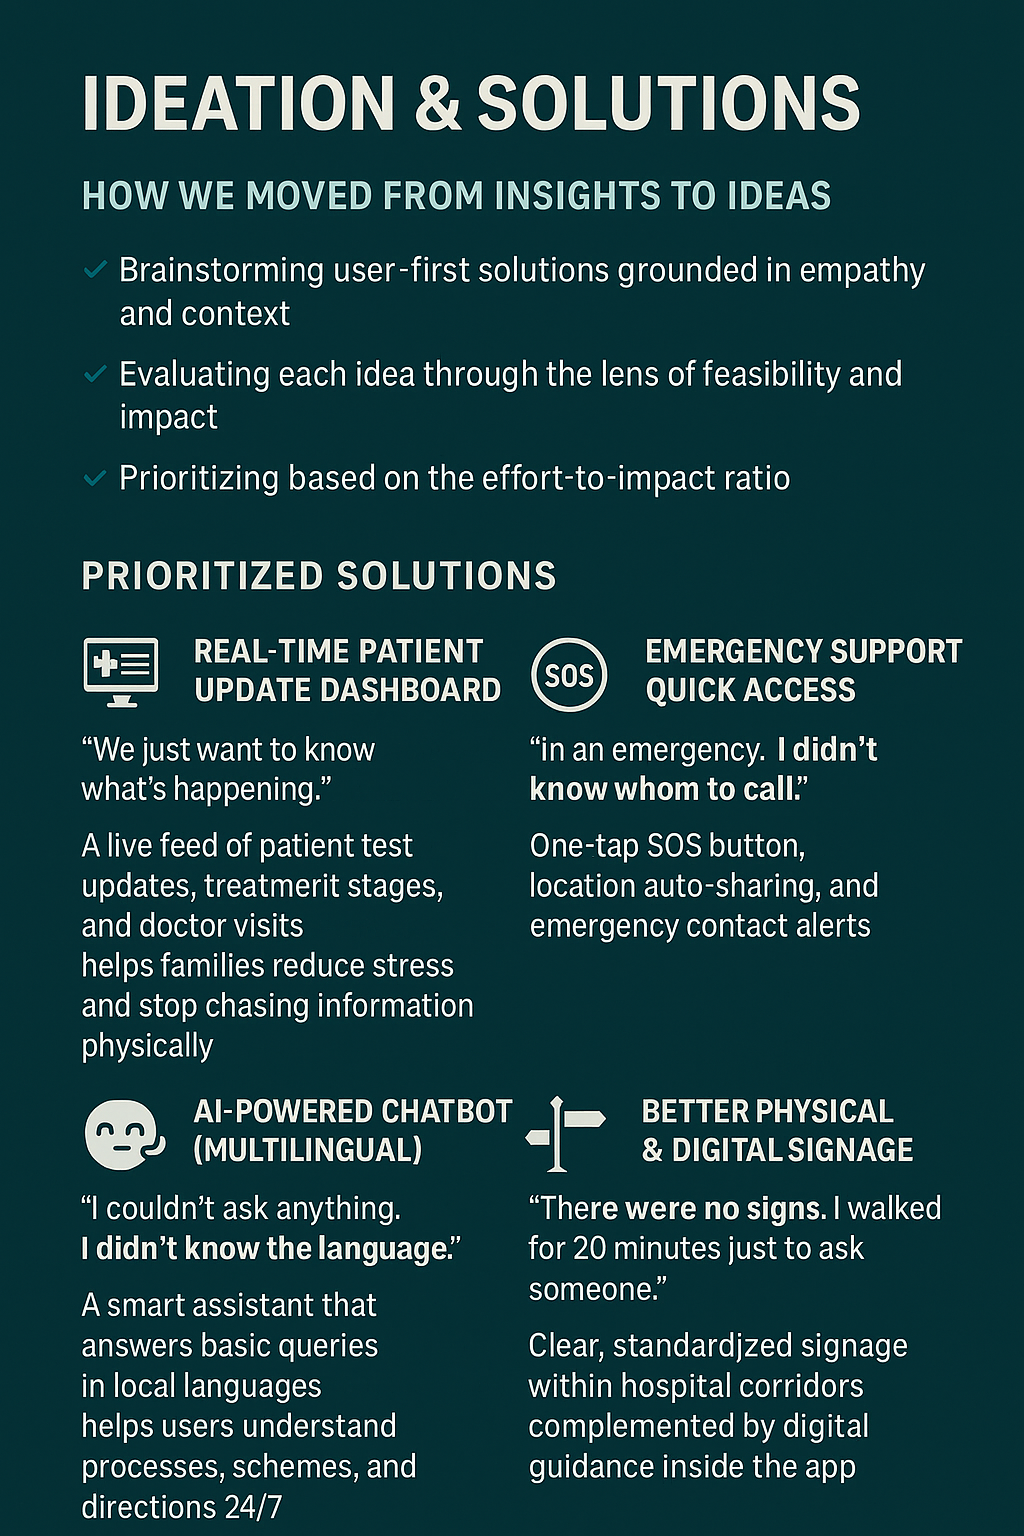 IDEATION & SOLUTIONS
HOW WE MOVED FROM INSIGHTS TO IDEAS
Brainstorming user-first solutions grounded in empathy
and context
Evaluating each idea through the lens of feasibility and
impact
Prioritizing based on the effort-to-impact ratio
PRIORITIZED SOLUTIONS
REAL-TIME PATIENT
UPDATE DASHBOARD
“We just want to know
what’s happening.”
A live feed of patient test
updates, treatmerit stages,
and doctor visits
helps families reduce stress
and stop chasing information
physically
SOS
EMERGENCY SUPPORT
QUICK ACCESS
“in an emergency. I didn’t
know whom to call.”
One-tap SOS button,
location auto-sharing, and
emergency contact alerts
AI-POWERED CHATBOT
(MULTILINGUAL)
“I couldn’t ask anything.
I didn’t know the language.”
A smart assistant that
answers basic queries
in local languages
helps users understand
processes, schemes, and
directions 24/7
BETTER PHYSICAL
& DIGITAL SIGNAGE
“There were no signs. I walked
for 20 minutes just to ask
someone.”
Clear, standardjzed signage
within hospital corridors
complemented by digital
guidance inside the app